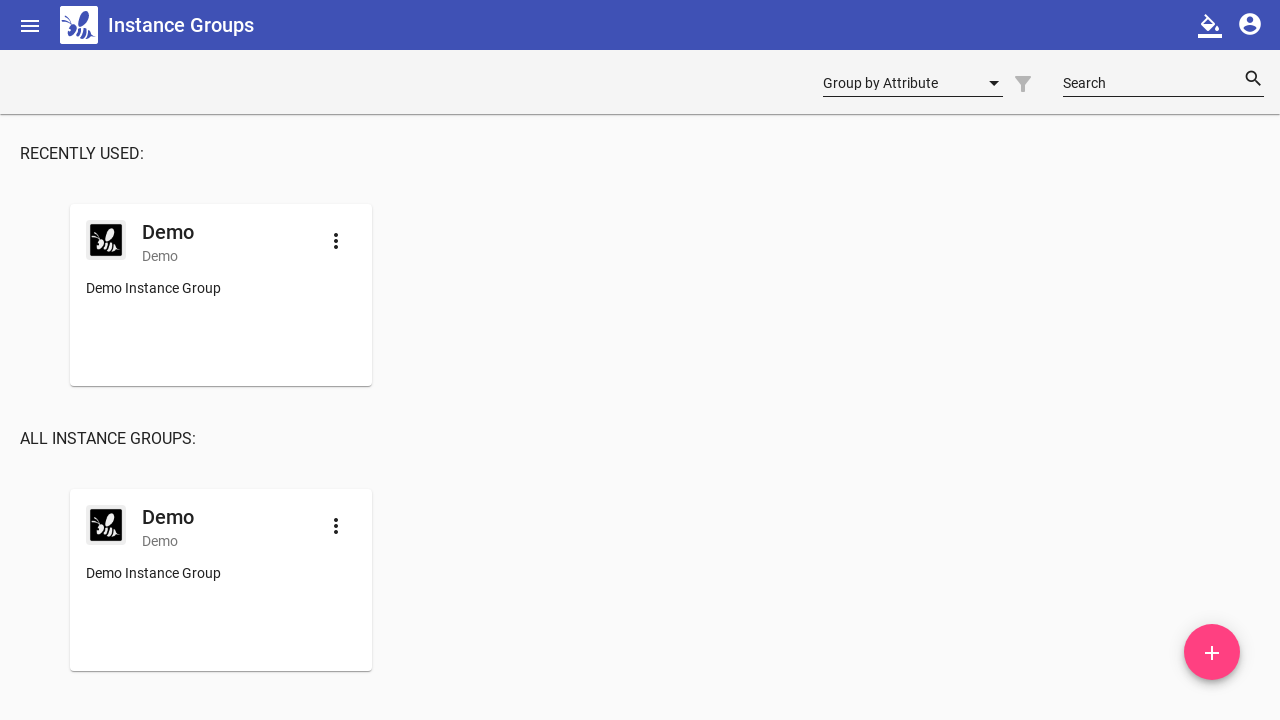 Instance Groups
Group by Attribute
Search
RECENTLY USED:
Demo
Demo
Demo Instance Group
ALL INSTANCE GROUPS:
Demo
Demo
Demo Instance Group